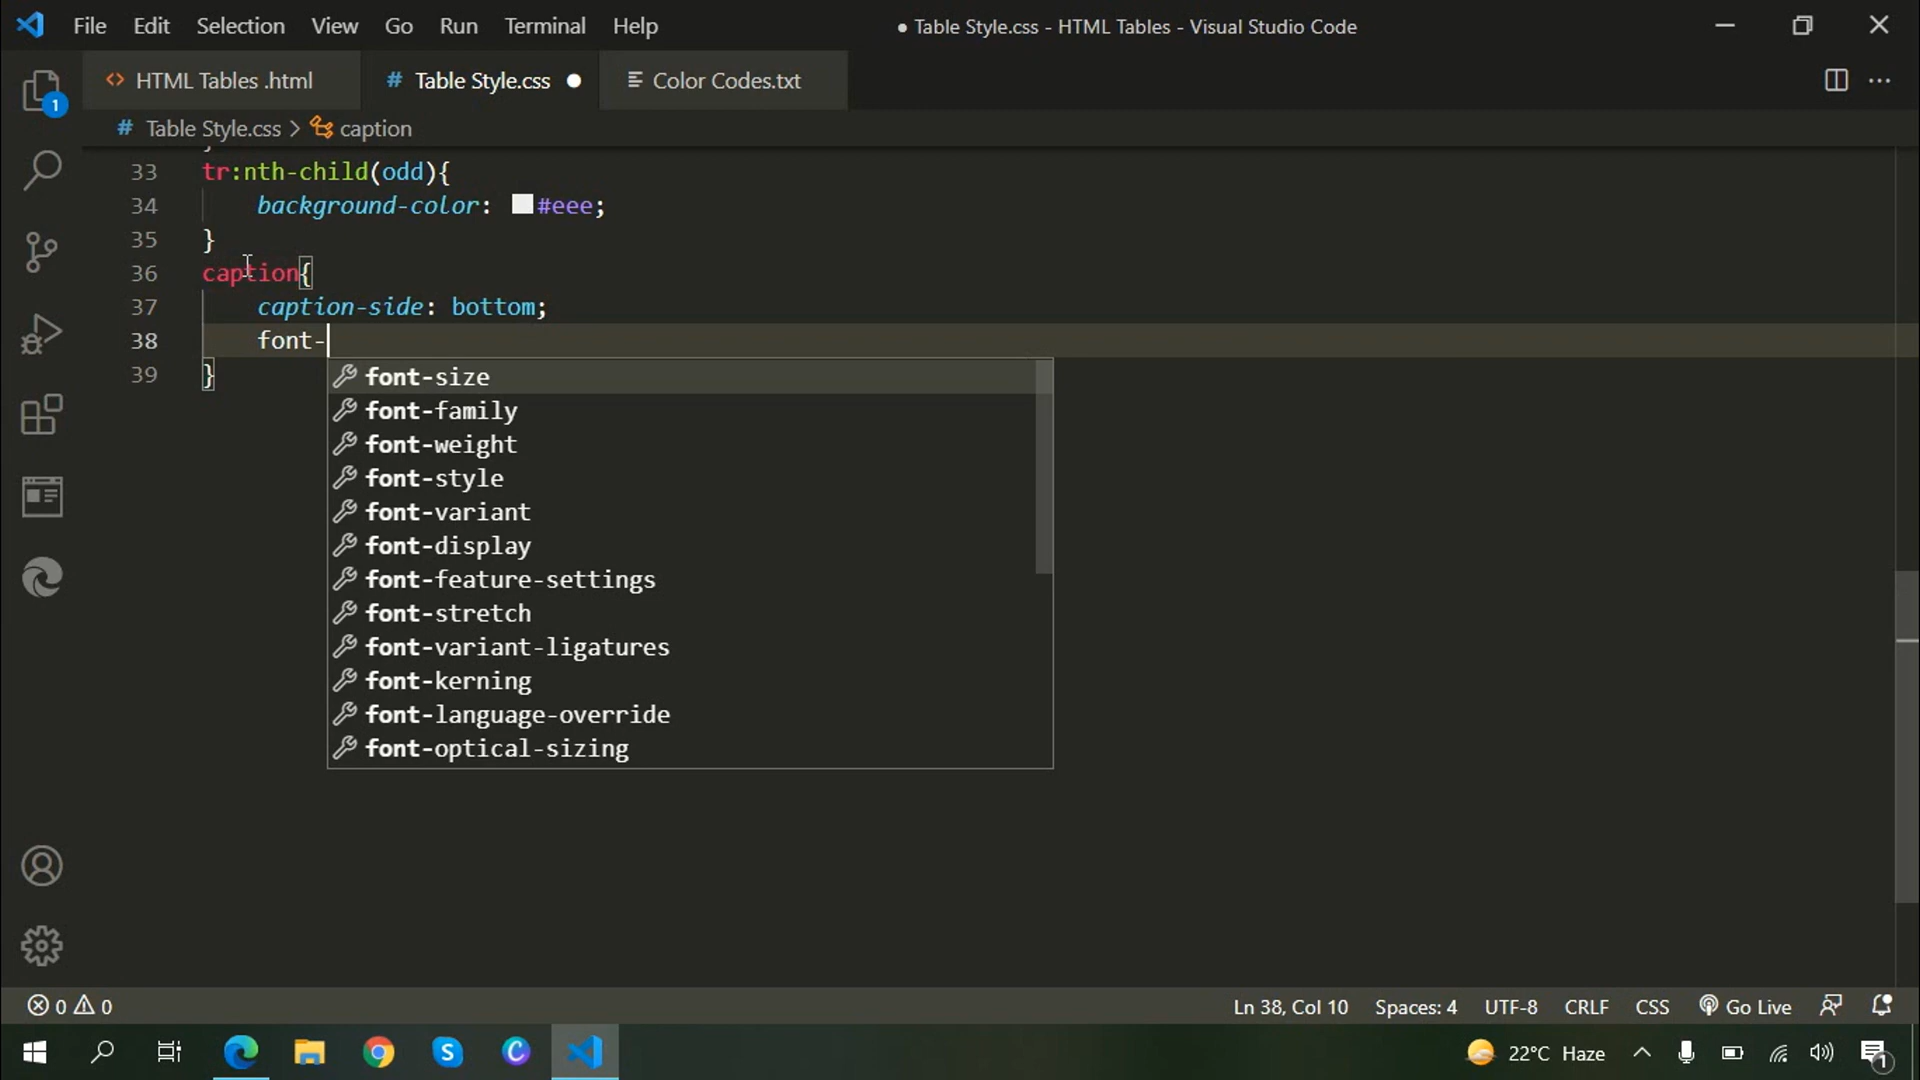 File Edit Selection View Go Run Terminal Help ● Table Style.css - HTML Tables - Visual Studio Code
HTML Tables .html # Table Style.css ● Color Codes.txt
1
# Table Style.css > caption
33 tr:nth-child(odd){
34 background-color: #eee;
35 }
36 caption{
37 caption-side: bottom;
38 font-
39 }
font-size
font-family
font-weight
font-style
font-variant
font-display
font-feature-settings
font-stretch
font-variant-ligatures
font-kerning
font-language-override
font-optical-sizing
0 0 Ln 38, Col 10 Spaces: 4 UTF-8 CRLF CSS Go Live
22°C Haze 1